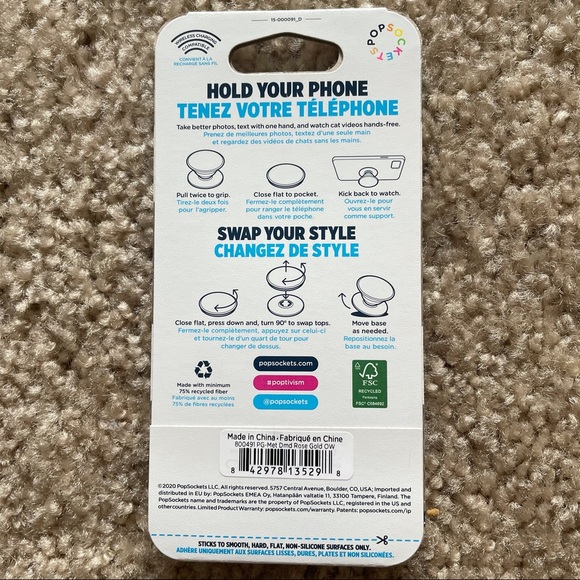 15-000091_D
WIRELESS CHARGING
COMPATIBLE
CONVIENT À LA
RECHARGE SANS FIL
POPSOCKETS
HOLD YOUR PHONE
TENEZ VOTRE TÉLÉPHONE
Take better photos, text with one hand, and watch cat videos hands-free.
Prenez de meilleures photos, textez d'une seule main
et regardez des vidéos de chats sans les mains.
Pull twice to grip.
Tirez-le deux fois
pour l'agripper.
Close flat to pocket.
Fermez-le complètement
pour ranger le téléphone
dans votre poche.
Kick back to watch.
Ouvrez-le pour
vous en servir
comme support.
SWAP YOUR STYLE
CHANGEZ DE STYLE
Close flat, press down and, turn 90° to swap tops.
Fermez-le complètement, appuyez sur celui-ci
et tournez-le d'un quart de tour pour
changer de dessus.
Move base
as needed.
Repositionnez la
base au besoin.
Made with minimum
75% recycled fiber
Fabriqué avec au moins
75% de fibres recyclées
popsockets.com
#poptivism
@popsockets
FSC
RECYCLED
Packaging
FSC® C084692
Made in China • Fabriqué en Chine
800491 PG-Met Dmd Rose Gold OW
8 42978 13529 8
©2020 PopSockets LLC. All rights reserved. 5757 Central Avenue, Boulder, CO, USA; Imported and
distributed in EU by: PopSockets EMEA Oy, Hatanpään valtatie 11, 33100 Tampere, Finland. The
PopSockets name and trademarks are the property of PopSockets LLC, registered in the US and
other countries. Limited Product Warranty: popsockets.com/warranty. Patents: popsockets.com/ip
STICKS TO SMOOTH, HARD, FLAT, NON-SILICONE SURFACES ONLY.
ADHÈRE UNIQUEMENT AUX SURFACES LISSES, DURES, PLATES ET NON SILICONÉES.